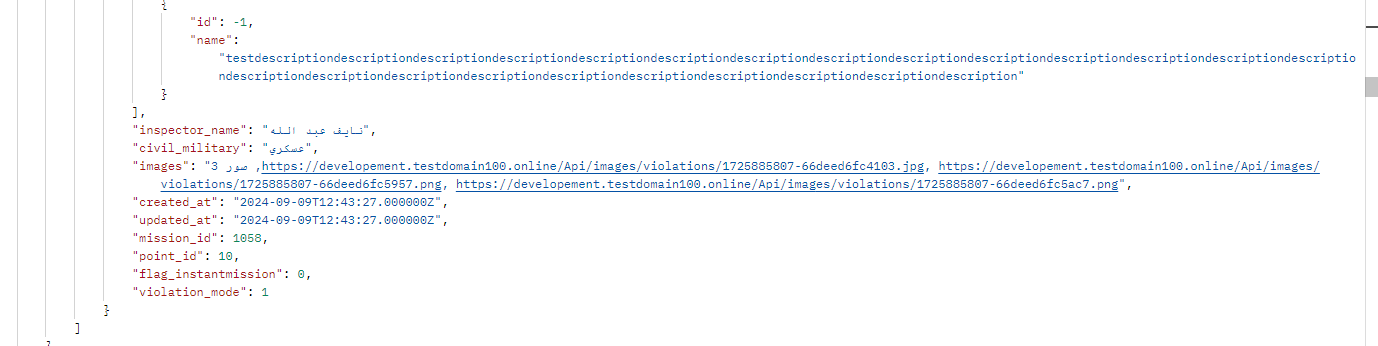 {
"id": -1,
"name":
"testdescriptiondescriptiondescriptiondescriptiondescriptiondescriptiondescriptiondescriptiondescriptiondescriptiondescriptiondescriptiondescriptiondescriptio
ndescriptiondescriptiondescriptiondescriptiondescriptiondescriptiondescriptiondescriptiondescriptiondescription"
}
],
"inspector_name": "نايف عبد الله",
"civil_military": "عسكري",
"images": "3 صور ,https://developement.testdomain100.online/Api/images/violations/1725885807-66deed6fc4103.jpg, https://developement.testdomain100.online/Api/images/
violations/1725885807-66deed6fc5957.png, https://developement.testdomain100.online/Api/images/violations/1725885807-66deed6fc5ac7.png",
"created_at": "2024-09-09T12:43:27.000000Z",
"updated_at": "2024-09-09T12:43:27.000000Z",
"mission_id": 1058,
"point_id": 10,
"flag_instantmission": 0,
"violation_mode": 1
}
]